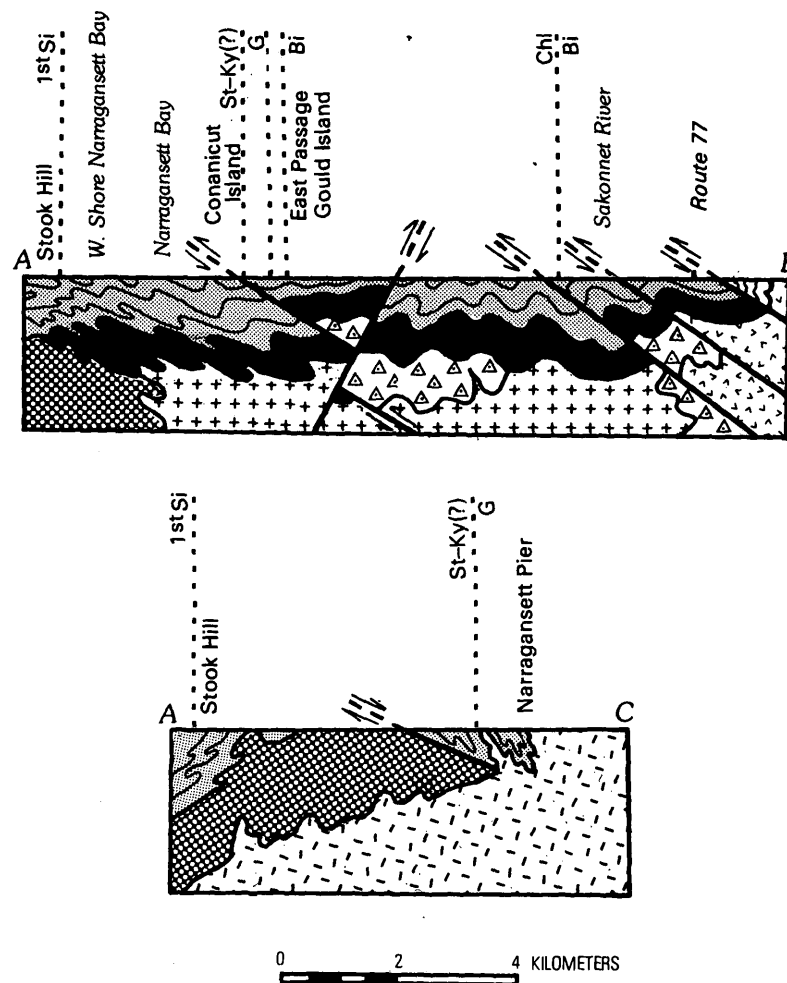 1st Si
Stook Hill
W. Shore Narragansett Bay
Narragansett Bay
Conanicut
Island
St–Ky(?)
G
Bi
East Passage
Gould Island
Chl
Bi
Sakonnet River
Route 77
A
1st Si
Stook Hill
St–Ky(?)
G
Narragansett Pier
A
C
0 2 4 KILOMETERS